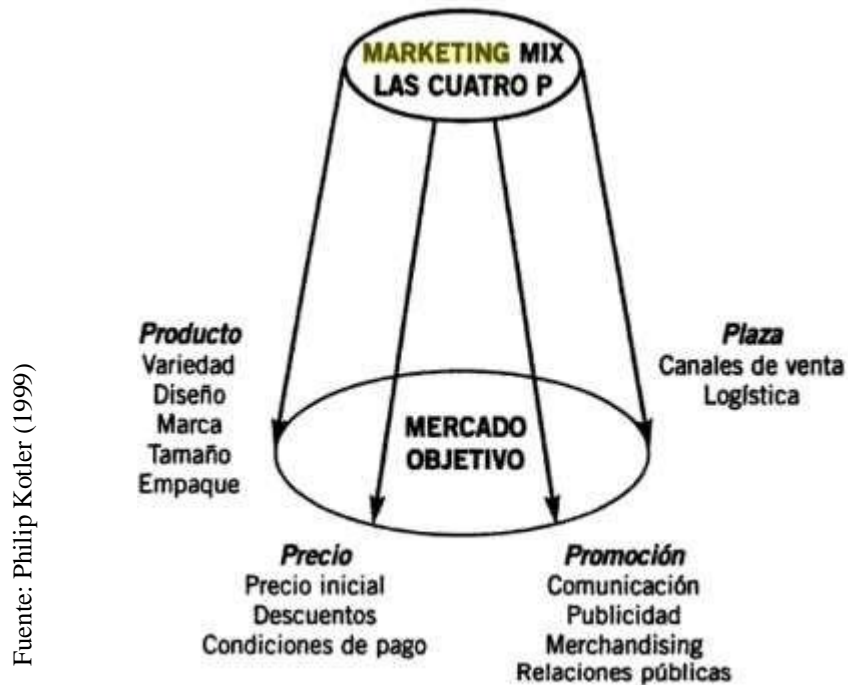 MARKETING MIX
LAS CUATRO P
Producto
Variedad
Diseño
Marca
Tamaño
Empaque
Plaza
Canales de venta
Logística
MERCADO
OBJETIVO
Precio
Precio inicial
Descuentos
Condiciones de pago
Promoción
Comunicación
Publicidad
Merchandising
Relaciones públicas
Fuente: Philip Kotler (1999)